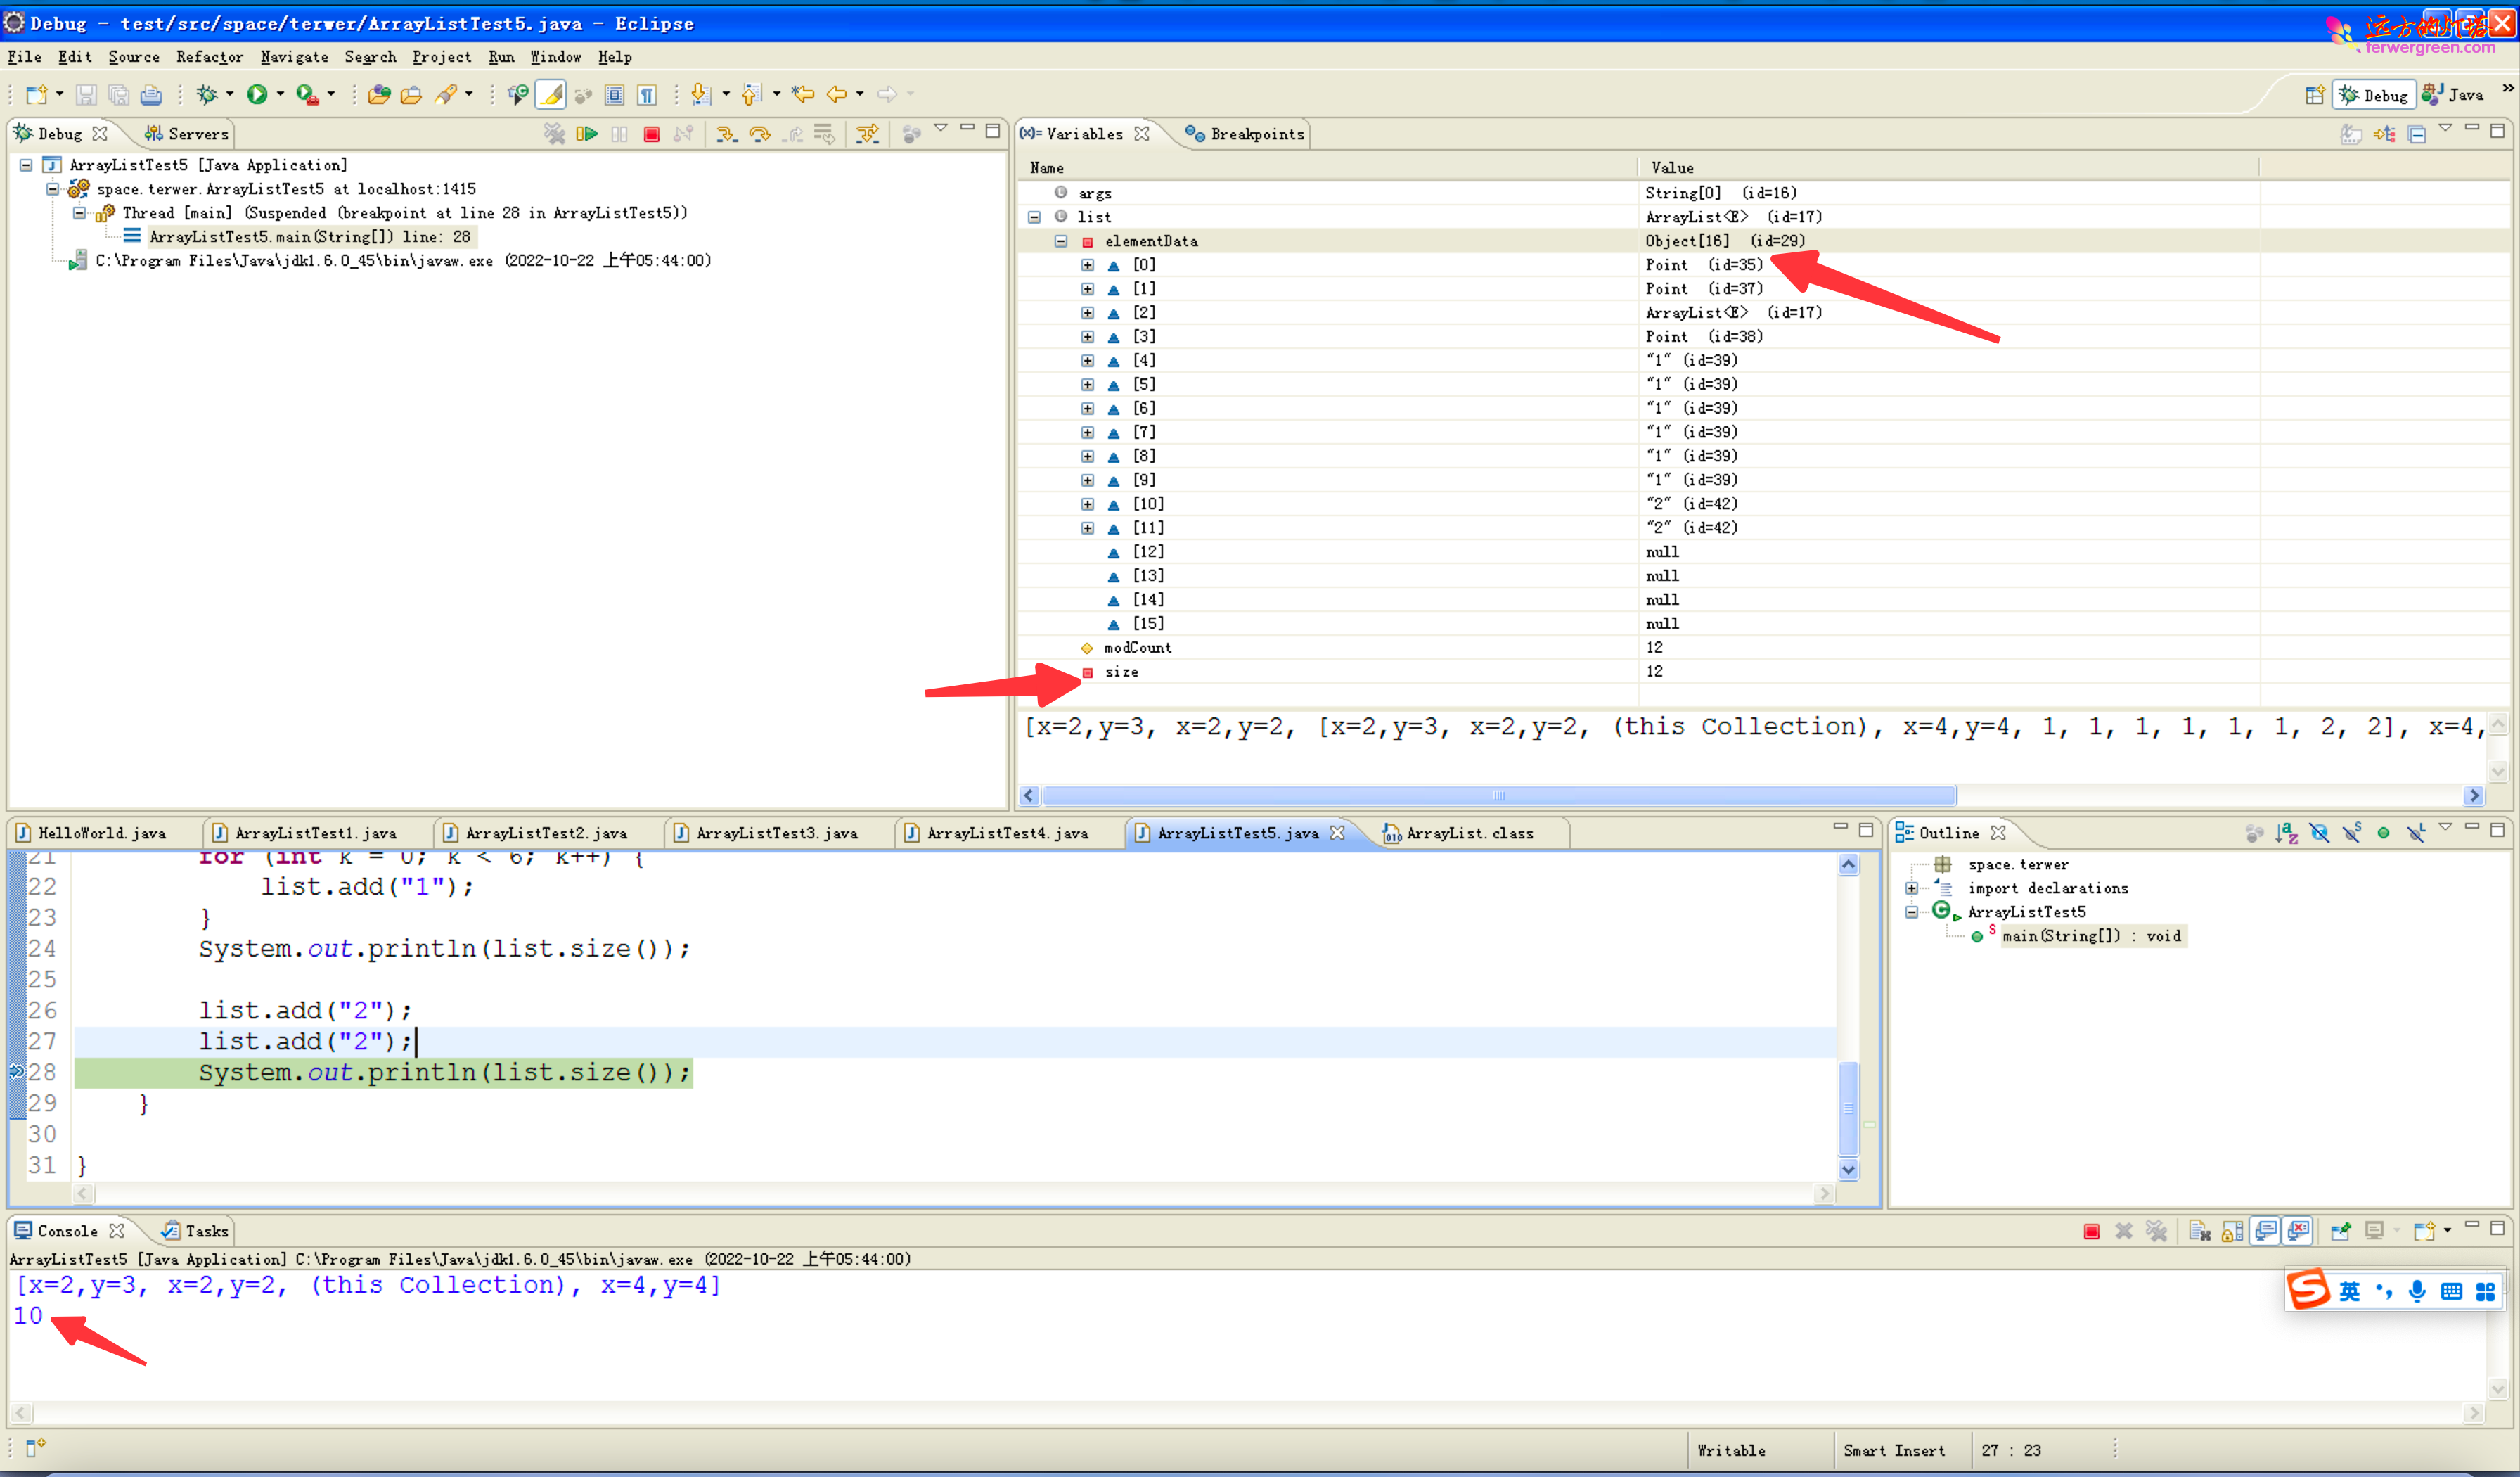 Debug - test/src/space/terwer/ArrayListTest5.java - Eclipse
远方的灯塔
terwergreen.com
File Edit Source Refactor Navigate Search Project Run Window Help
Debug Java »
Debug Servers
ArrayListTest5 [Java Application]
space.terwer.ArrayListTest5 at localhost:1415
Thread [main] (Suspended (breakpoint at line 28 in ArrayListTest5))
ArrayListTest5.main(String[]) line: 28
C:\Program Files\Java\jdk1.6.0_45\bin\javaw.exe (2022-10-22 上午05:44:00)
(x)= Variables Breakpoints
Name Value
args String[0] (id=16)
list ArrayList<E> (id=17)
elementData Object[16] (id=29)
[0] Point (id=35)
[1] Point (id=37)
[2] ArrayList<E> (id=17)
[3] Point (id=38)
[4] "1" (id=39)
[5] "1" (id=39)
[6] "1" (id=39)
[7] "1" (id=39)
[8] "1" (id=39)
[9] "1" (id=39)
[10] "2" (id=42)
[11] "2" (id=42)
[12] null
[13] null
[14] null
[15] null
modCount 12
size 12
[x=2,y=3, x=2,y=2, [x=2,y=3, x=2,y=2, (this Collection), x=4,y=4, 1, 1, 1, 1, 1, 1, 2, 2], x=4,
HelloWorld.java ArrayListTest1.java ArrayListTest2.java ArrayListTest3.java ArrayListTest4.java ArrayListTest5.java ArrayList.class
21 for (int k = 0; k < 6; k++) {
22 list.add("1");
23 }
24 System.out.println(list.size());
25
26 list.add("2");
27 list.add("2");
28 System.out.println(list.size());
29 }
30
31 }
Outline
space.terwer
import declarations
ArrayListTest5
main(String[]) : void
Console Tasks
ArrayListTest5 [Java Application] C:\Program Files\Java\jdk1.6.0_45\bin\javaw.exe (2022-10-22 上午05:44:00)
[x=2,y=3, x=2,y=2, (this Collection), x=4,y=4]
10
英
Writable Smart Insert 27 : 23